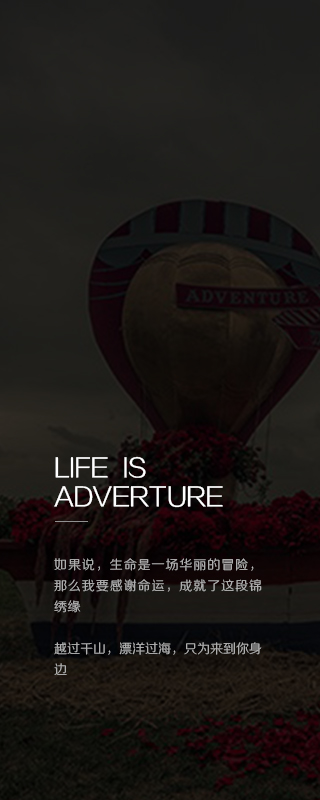 ADVENTURE
LIFE IS
ADVERTURE
如果说，生命是一场华丽的冒险，
那么我要感谢命运，成就了这段锦
绣缘
越过千山，漂洋过海，只为来到你身
边